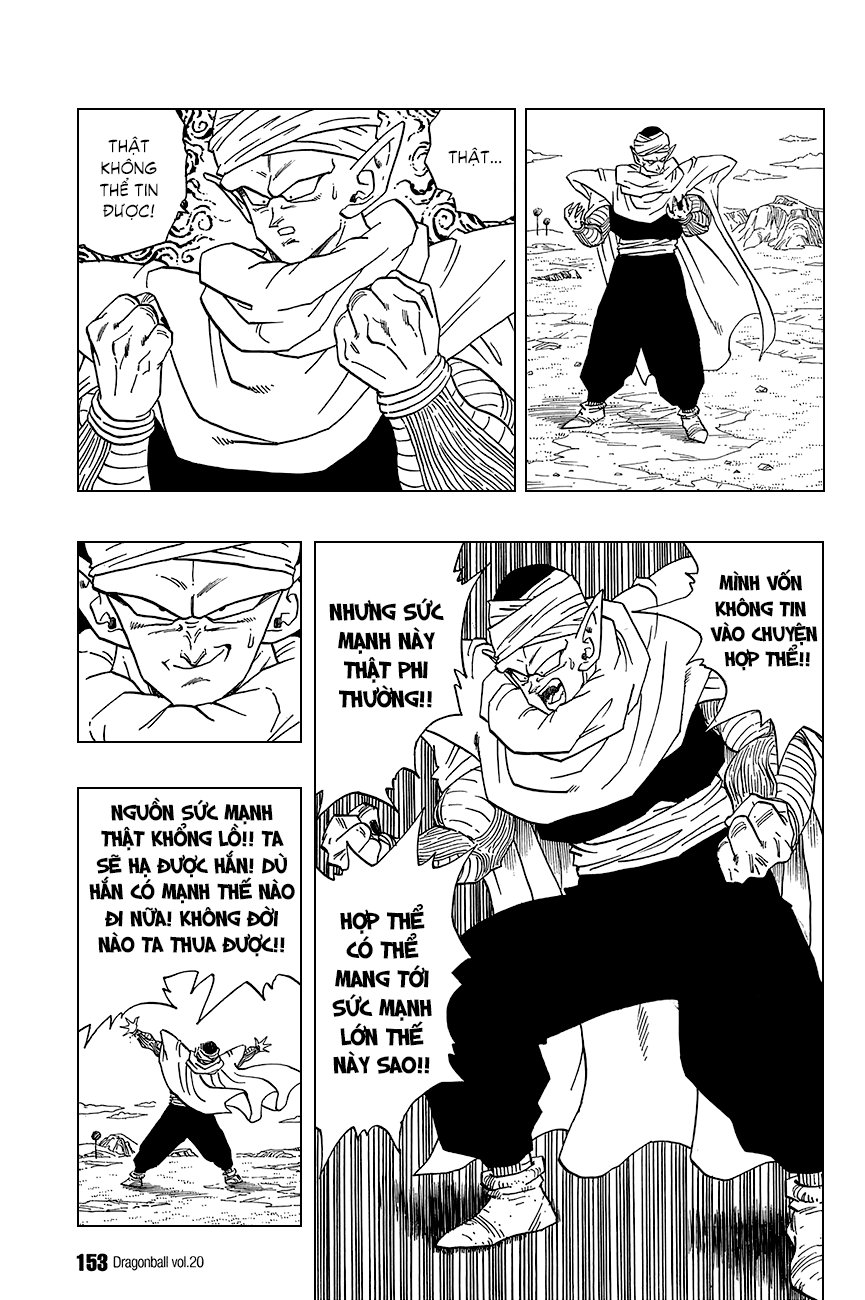 THẬT...
THẬT
KHÔNG
THỂ TIN
ĐƯỢC!
MÌNH VỐN
KHÔNG TIN
VÀO CHUYỆN
HỢP THỂ!!
NHƯNG SỨC
MẠNH NÀY
THẬT PHI
THƯỜNG!!
HỢP THỂ
CÓ THỂ
MANG TỚI
SỨC MẠNH
LỚN THẾ
NÀY SAO!!
NGUỒN SỨC MẠNH
THẬT KHỔNG LỒ!! TA
SẼ HẠ ĐƯỢC HẮN! DÙ
HẮN CÓ MẠNH THẾ NÀO
ĐI NỮA! KHÔNG ĐỜI
NÀO TA THUA ĐƯỢC!!
153 Dragonball vol.20